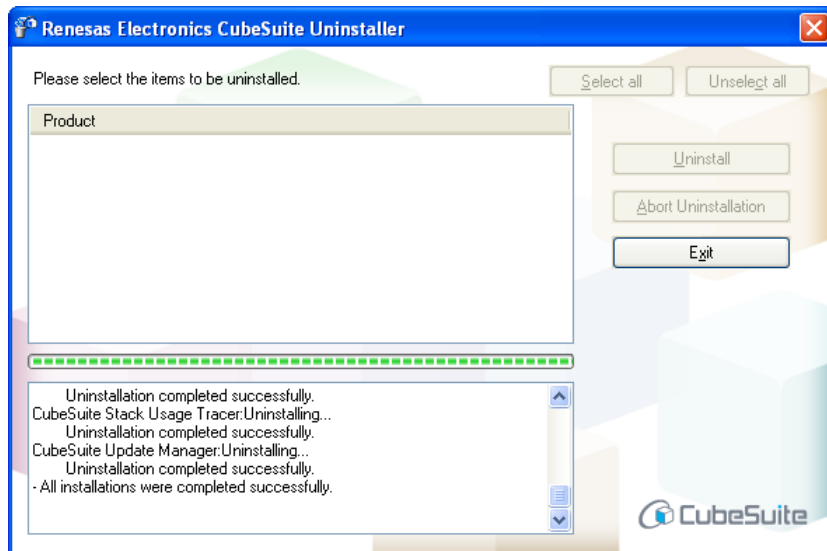 Renesas Electronics CubeSuite Uninstaller
Please select the items to be uninstalled.
Select all
Unselect all
Product
Uninstall
Abort Uninstallation
Exit
Uninstallation completed successfully.
CubeSuite Stack Usage Tracer:Uninstalling...
Uninstallation completed successfully.
CubeSuite Update Manager:Uninstalling...
Uninstallation completed successfully.
- All installations were completed successfully.
CubeSuite